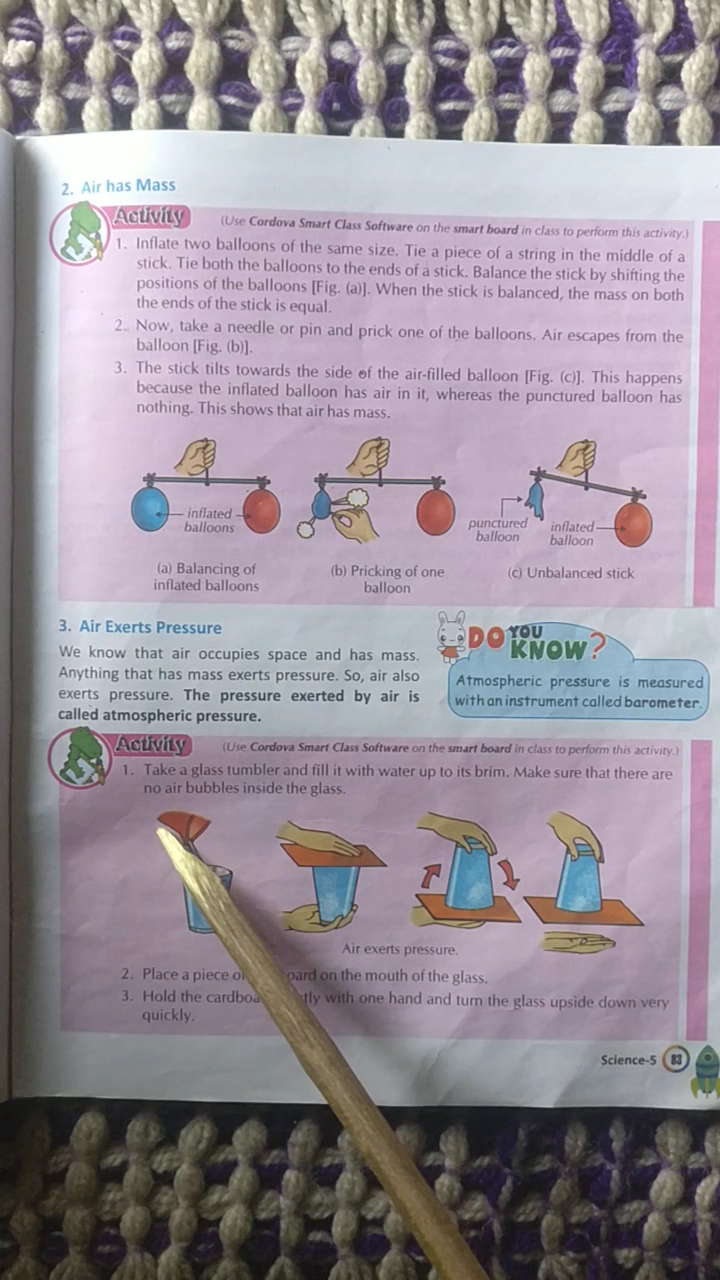 2. Air has Mass
Activity
(Use Cordova Smart Class Software on the smart board in class to perform this activity.)
1. Inflate two balloons of the same size. Tie a piece of string in the middle of a
stick. Tie both the balloons to the ends of a stick. Balance the stick by shifting the
positions of the balloons [Fig. (a)]. When the stick is balanced, the mass on both
the ends of the stick is equal.
2. Now, take a needle or pin and prick one of the balloons. Air escapes from the
balloon [Fig. (b)].
3. The stick tilts towards the side of the air-filled balloon [Fig. (c)]. This happens
because the inflated balloon has air in it, whereas the punctured balloon has
nothing. This shows that air has mass.
inflated
balloons
punctured
balloon
inflated
balloon
(a) Balancing of
inflated balloons
(b) Pricking of one
balloon
(c) Unbalanced stick
3. Air Exerts Pressure
We know that air occupies space and has mass.
Anything that has mass exerts pressure. So, air also
exerts pressure. The pressure exerted by air is
called atmospheric pressure.
DO YOU KNOW?
Atmospheric pressure is measured
with an instrument called barometer.
Activity
(Use Cordova Smart Class Software on the smart board in class to perform this activity.)
1. Take a glass tumbler and fill it with water up to its brim. Make sure that there are
no air bubbles inside the glass.
Air exerts pressure.
2. Place a piece on the mouth of the glass.
3. Hold the with one hand and turn the glass upside down very
quickly.
Science-5 83